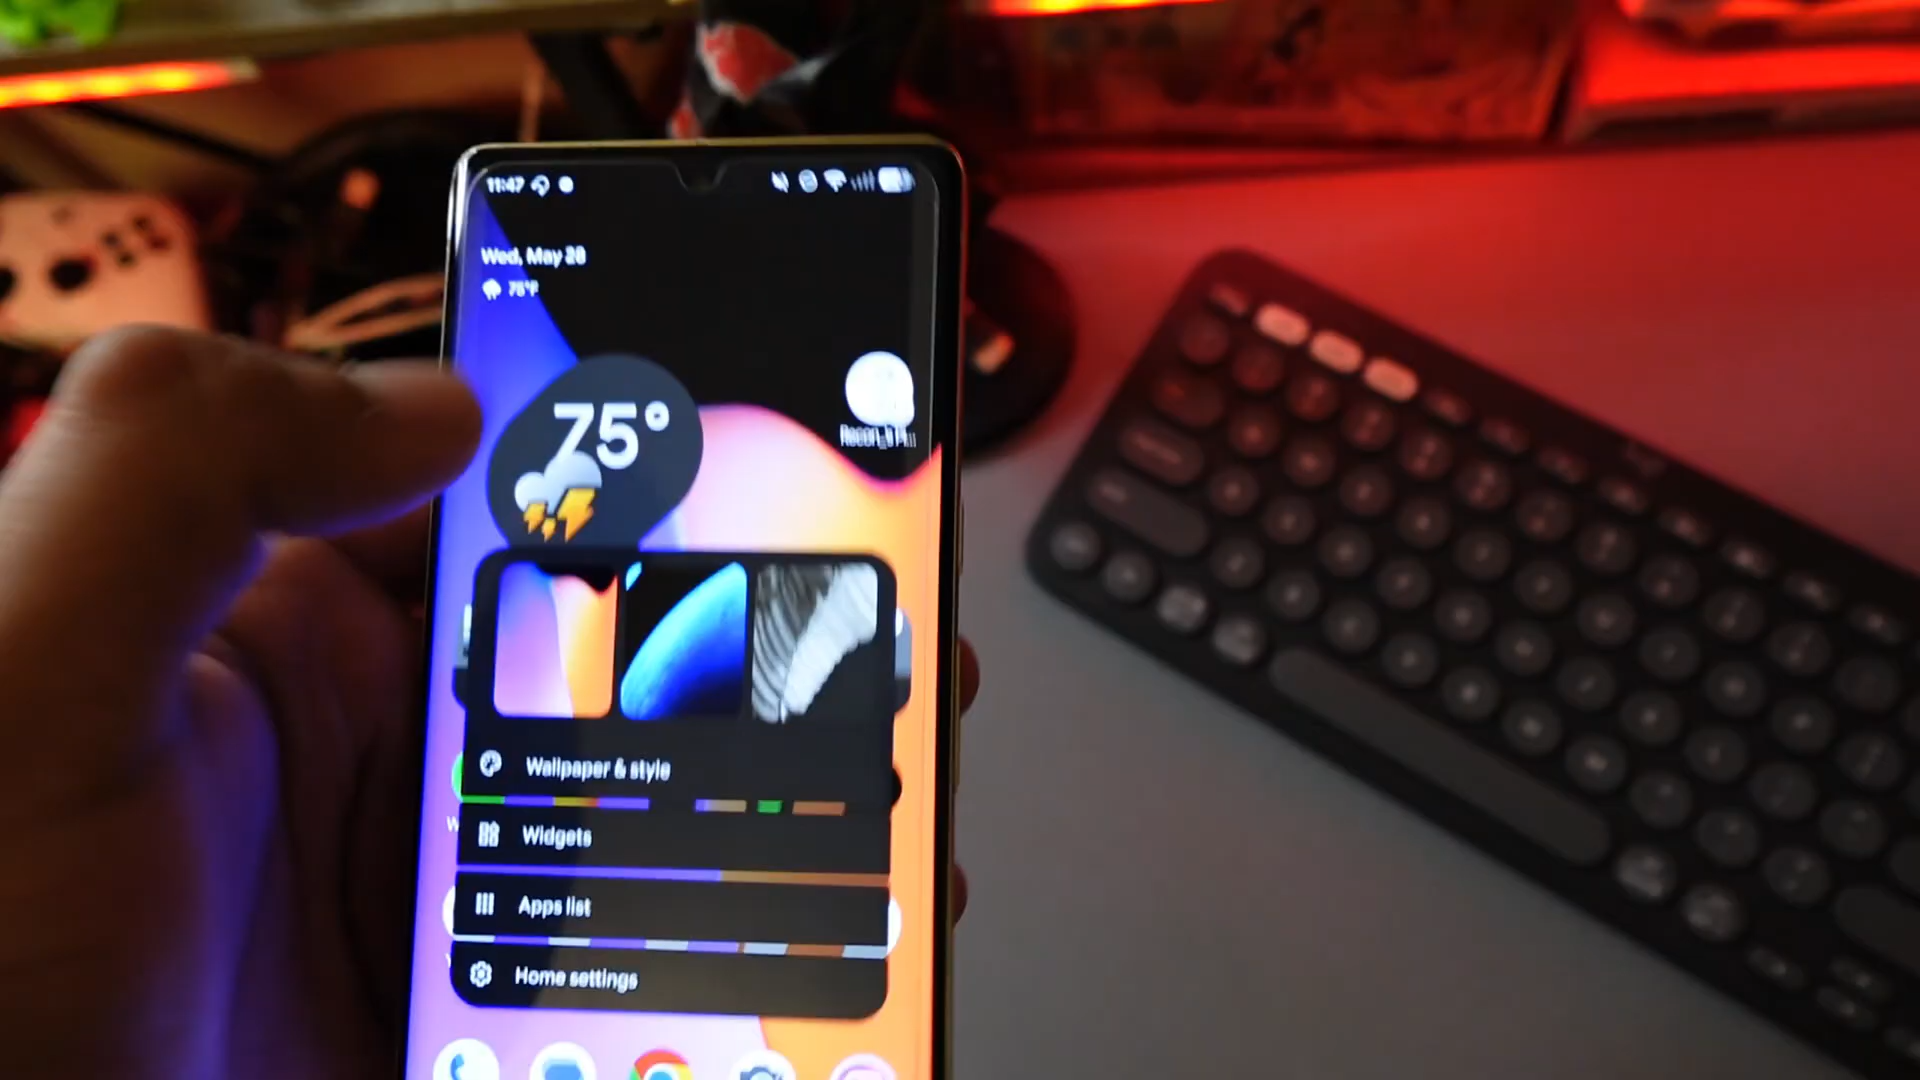 11:47
Wed, May 28
75°F
75°
Wallpaper & style
Widgets
Apps list
Home settings